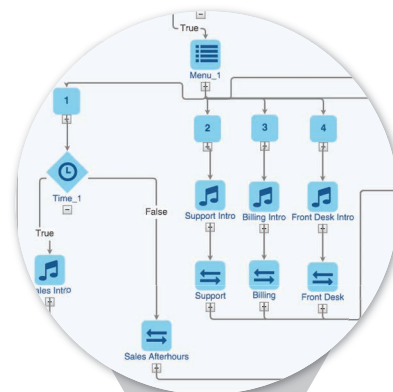 True
Menu_1
1
2
3
4
Time_1
True
False
Support Intro
Billing Intro
Front Desk Intro
Intro
Support
Billing
Front Desk
Sales Afterhours